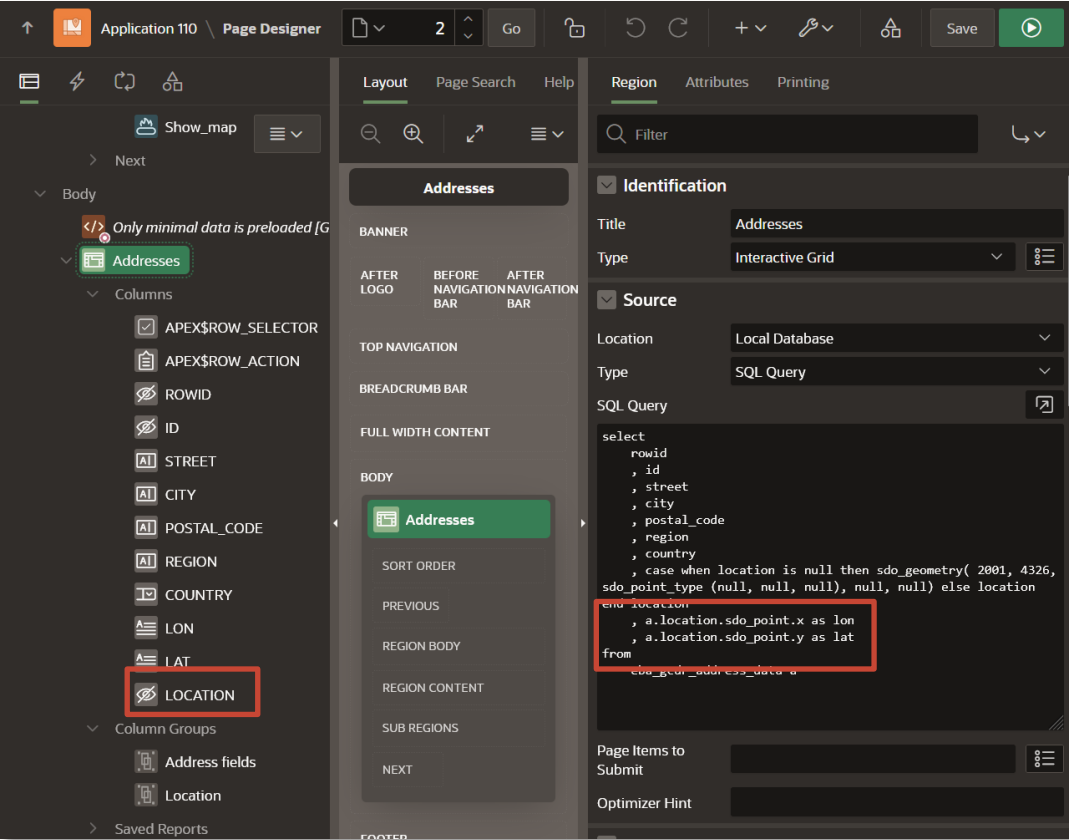 Application 110 \ Page Designer
2
Go
Save
Layout
Page Search
Help
Region
Attributes
Printing
Show_map
Next
Body
Only minimal data is preloaded [G
Addresses
Columns
APEX$ROW_SELECTOR
APEX$ROW_ACTION
ROWID
ID
STREET
CITY
POSTAL_CODE
REGION
COUNTRY
LON
LAT
LOCATION
Column Groups
Address fields
Location
Saved Reports
Addresses
BANNER
AFTER
LOGO
BEFORE
NAVIGATION
BAR
AFTER
NAVIGATION
BAR
TOP NAVIGATION
BREADCRUMB BAR
FULL WIDTH CONTENT
BODY
Addresses
SORT ORDER
PREVIOUS
REGION BODY
REGION CONTENT
SUB REGIONS
NEXT
FOOTER
Filter
Identification
Title
Addresses
Type
Interactive Grid
Source
Location
Local Database
Type
SQL Query
SQL Query
select
rowid
, id
, street
, city
, postal_code
, region
, country
, case when location is null then sdo_geometry( 2001, 4326,
sdo_point_type (null, null, null), null, null) else location
end location
, a.location.sdo_point.x as lon
, a.location.sdo_point.y as lat
from
eba_gcdr_address_data a
Page Items to
Submit
Optimizer Hint